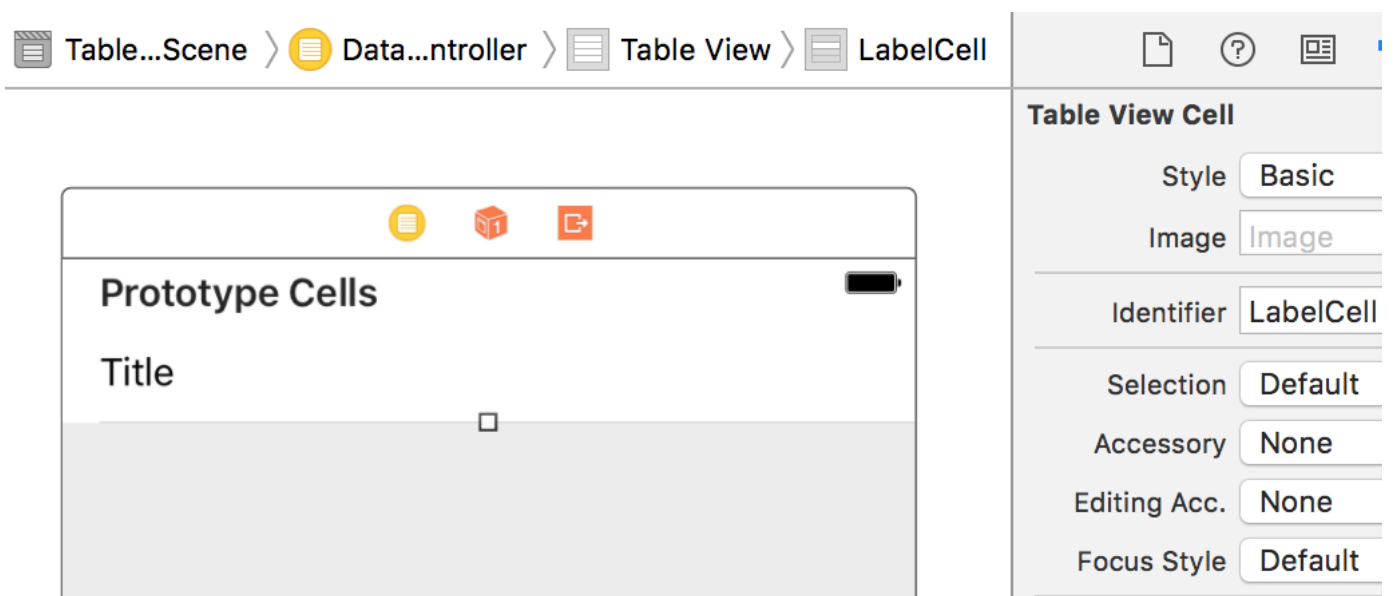 Table...Scene Data...ntroller Table View LabelCell
Table View Cell
Style Basic
Image Image
Identifier LabelCell
Selection Default
Accessory None
Editing Acc. None
Focus Style Default
1
Prototype Cells
Title